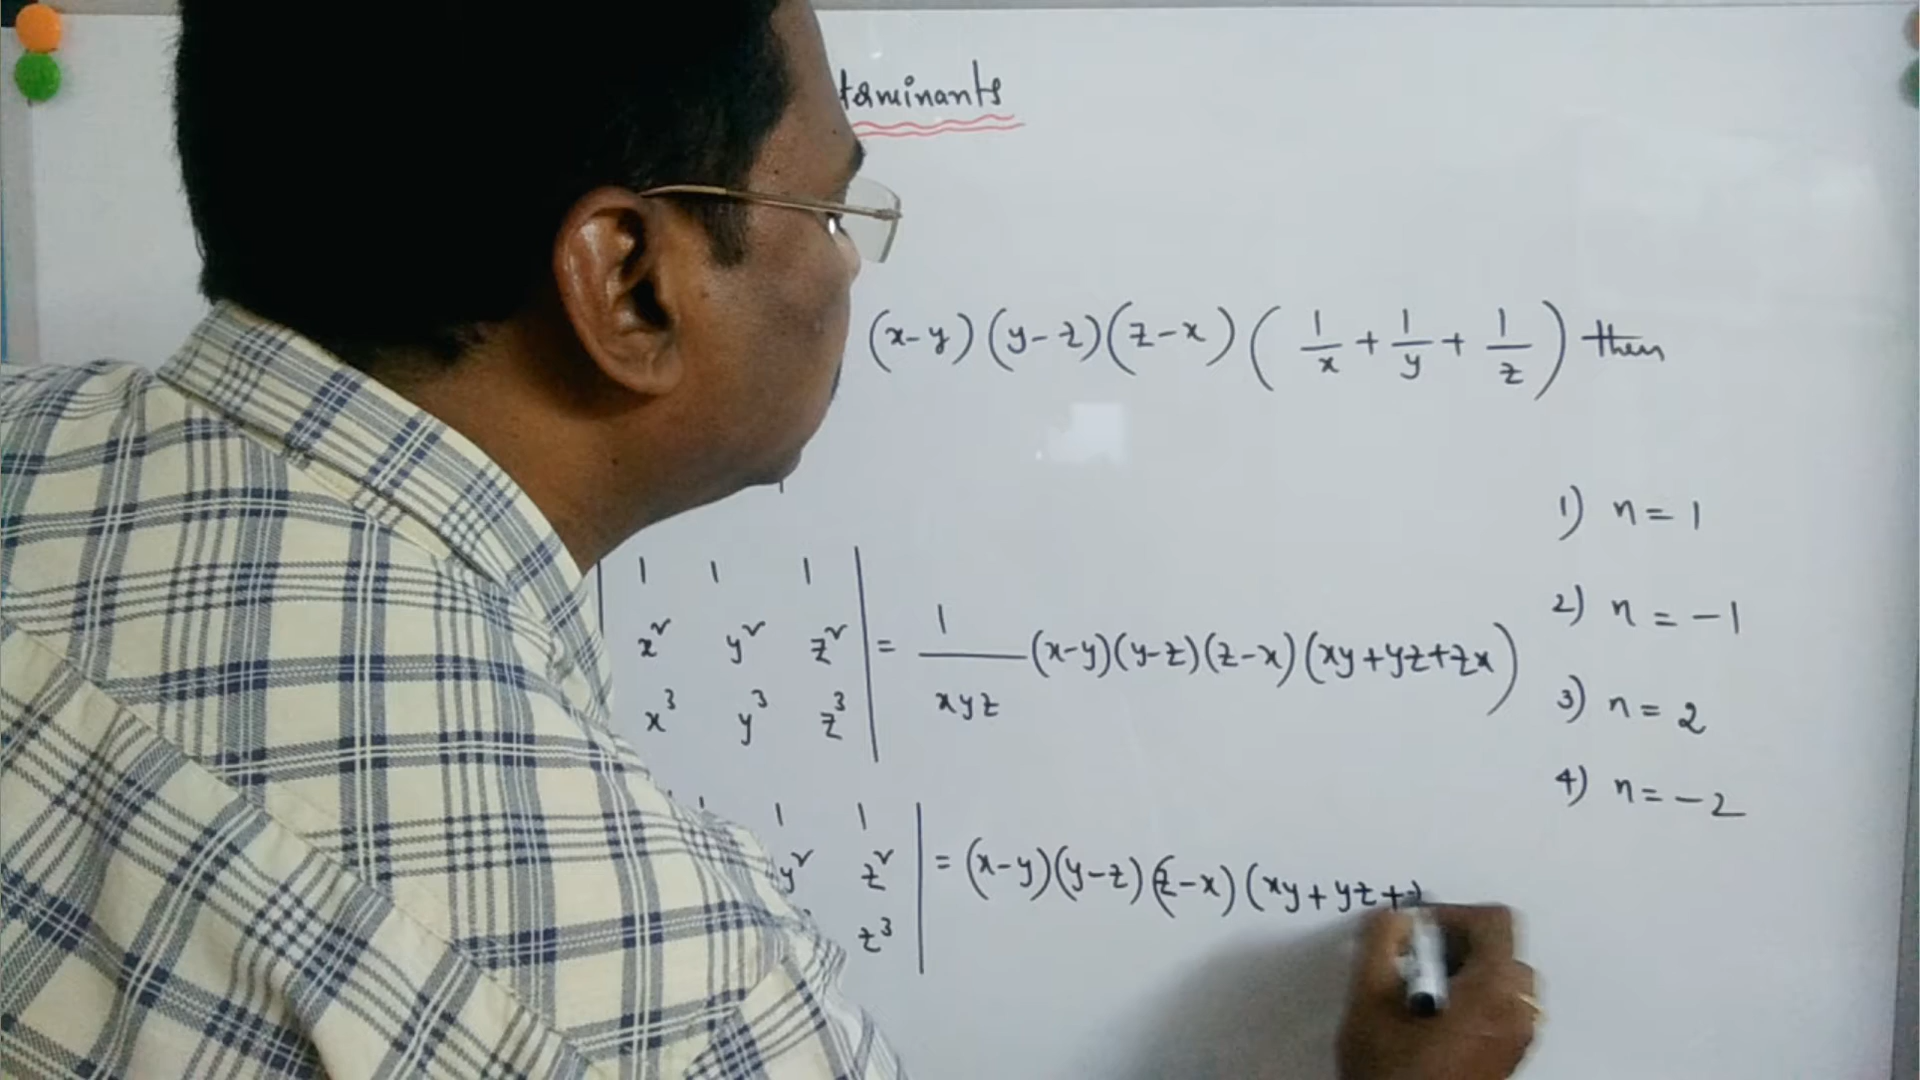 terminants
(x-y)(y-z)(z-x)(1/x + 1/y + 1/z) then
1) n = 1
1 1 1
x² y² z² = 1/xyz (x-y)(y-z)(z-x)(xy+yz+zx)
x³ y³ z³
2) n = -1
3) n = 2
4) n = -2
1 1
y² z² = (x-y)(y-z)(z-x)(xy+yz+
z³